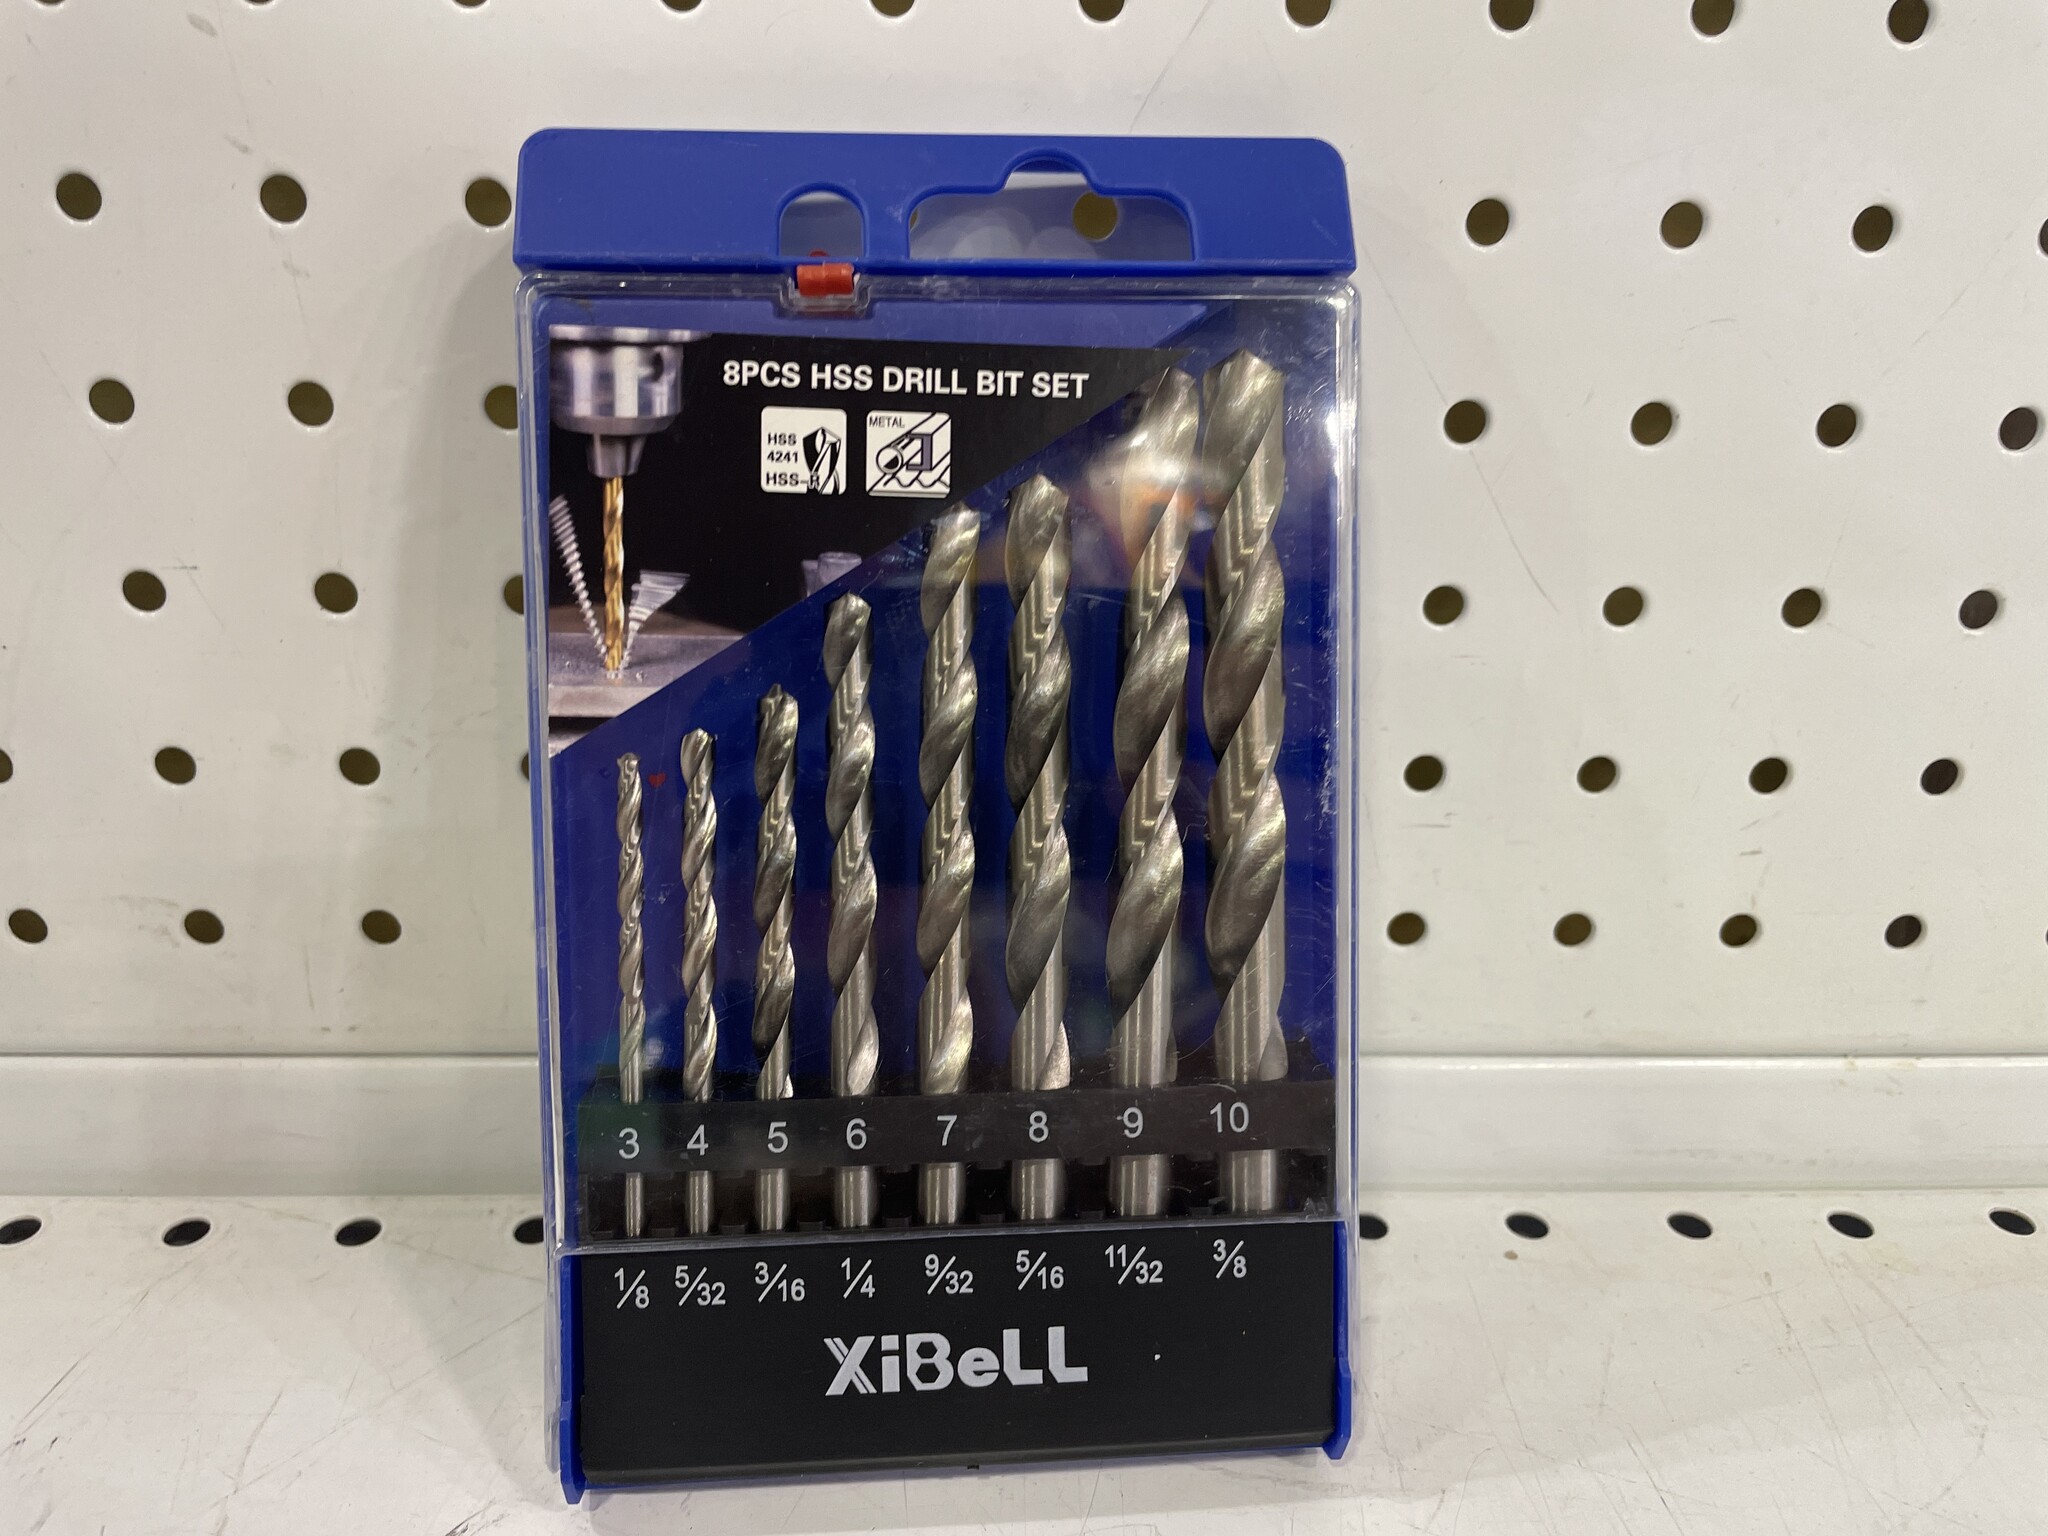 8PCS HSS DRILL BIT SET
HSS
4241
HSS-R
METAL
3 4 5 6 7 8 9 10
1/8 5/32 3/16 1/4 9/32 5/16 11/32 3/8
XiBeLL